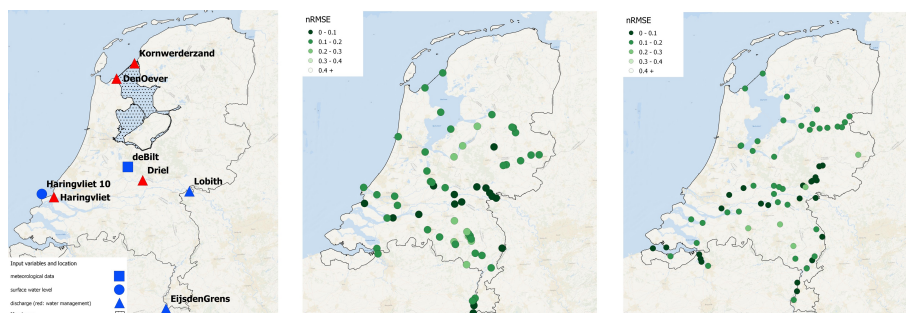 Kornwerderzand
DenOever
deBilt
Driel
Lobith
Haringvliet 10
Haringvliet
EijsdenGrens
Input variables and location
meteorological data
surface water level
discharge (red: water management)
nRMSE
0 - 0.1
0.1 - 0.2
0.2 - 0.3
0.3 - 0.4
0.4 +
nRMSE
0 - 0.1
0.1 - 0.2
0.2 - 0.3
0.3 - 0.4
0.4 +